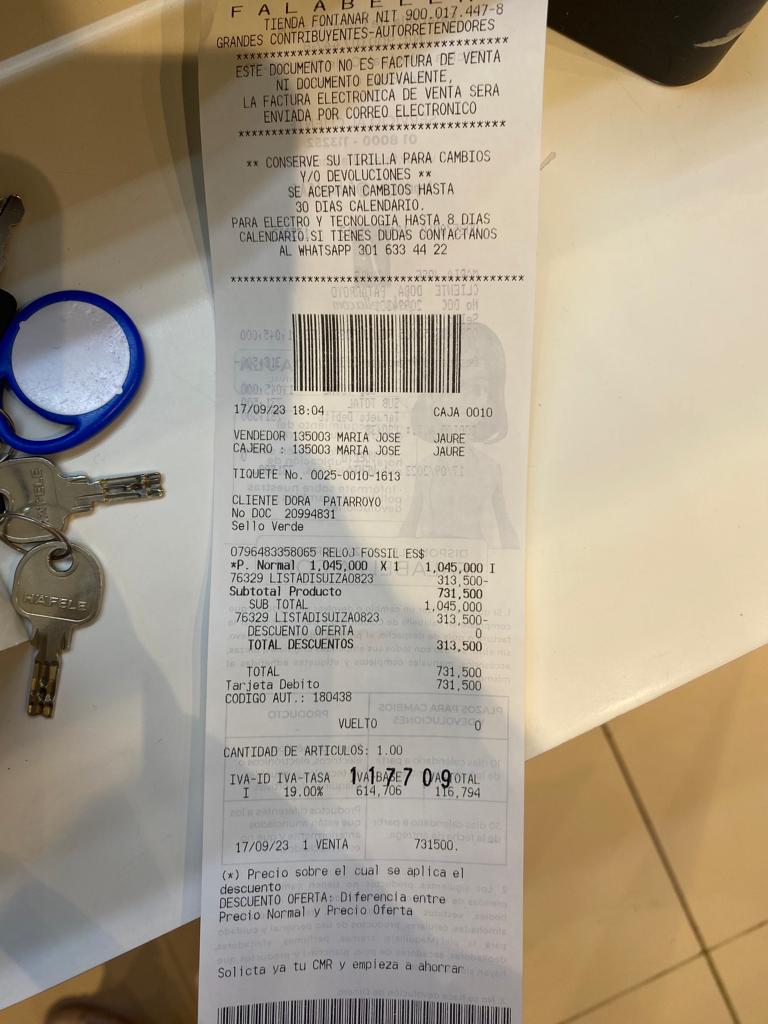 FALABELLA
TIENDA FONTANAR NIT 900.017.447-8
GRANDES CONTRIBUYENTES-AUTORRETENEDORES
****************************************
ESTE DOCUMENTO NO ES FACTURA DE VENTA
NI DOCUMENTO EQUIVALENTE,
LA FACTURA ELECTRONICA DE VENTA SERA
ENVIADA POR CORREO ELECTRONICO
****************************************
** CONSERVE SU TIRILLA PARA CAMBIOS
Y/O DEVOLUCIONES **
SE ACEPTAN CAMBIOS HASTA
30 DIAS CALENDARIO.
PARA ELECTRO Y TECNOLOGIA HASTA 8 DIAS
CALENDARIO.SI TIENES DUDAS CONTACTANOS
AL WHATSAPP 301 633 44 22
****************************************
17/09/23 18:04 CAJA 0010
VENDEDOR 135003 MARIA JOSE JAURE
CAJERO : 135003 MARIA JOSE JAURE
TIQUETE No. 0025-0010-1613
CLIENTE DORA PATARROYO
No DOC 20994831
Sello Verde
0796483358065 RELOJ FOSSIL ES$
*P. Normal 1,045,000 X 1 1,045,000 I
76329 LISTADISUIZA0823 313,500-
Subtotal Producto 731,500
SUB TOTAL 1,045,000
76329 LISTADISUIZA0823 313,500-
DESCUENTO OFERTA 0
TOTAL DESCUENTOS 313,500
TOTAL 731,500
Tarjeta Debito 731,500
CODIGO AUT.: 180438
VUELTO 0
CANTIDAD DE ARTICULOS: 1.00
117709
IVA-ID IVA-TASA IVA-BASE IVA-TOTAL
I 19.00% 614,706 116,794
17/09/23 1 VENTA 731500.
(*) Precio sobre el cual se aplica el
descuento
DESCUENTO OFERTA: Diferencia entre
Precio Normal y Precio Oferta
Solicta ya tu CMR y empieza a ahorrar
HAFELE
HAFELE